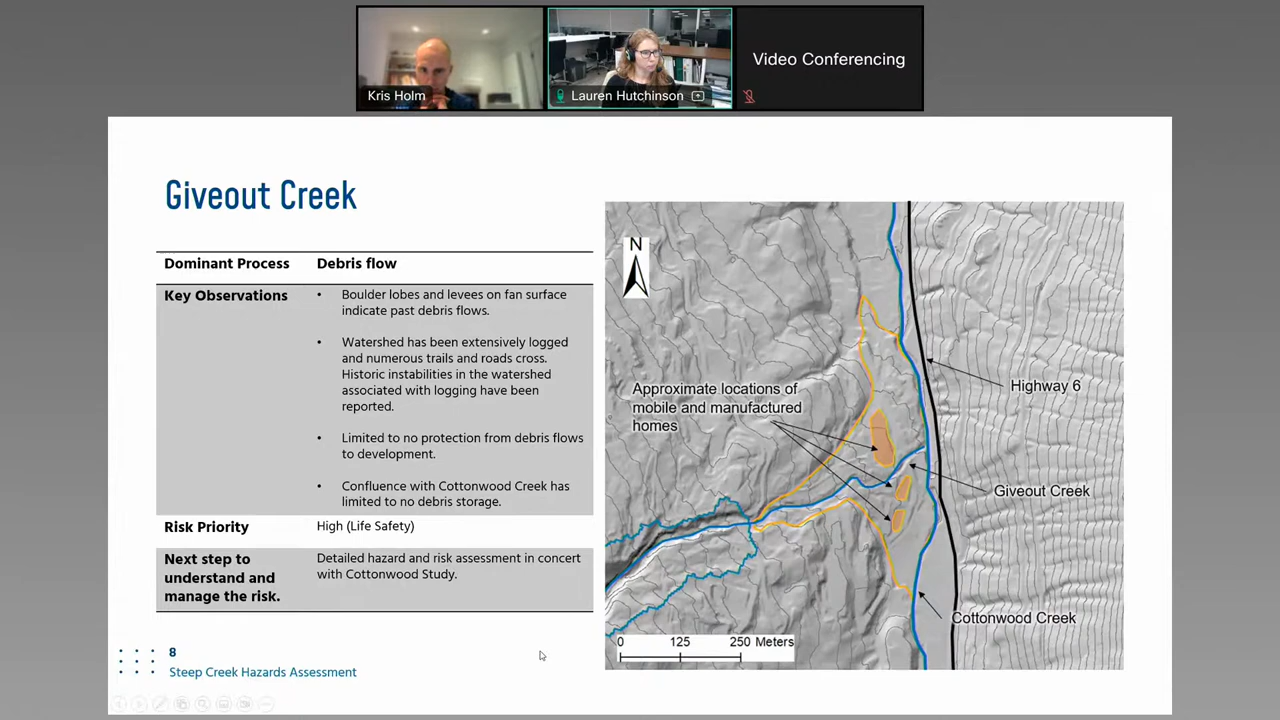 Kris Holm
Lauren Hutchinson
Video Conferencing
Giveout Creek
Dominant Process
Debris flow
Key Observations
• Boulder lobes and levees on fan surface
indicate past debris flows.
• Watershed has been extensively logged
and numerous trails and roads cross.
Historic instabilities in the watershed
associated with logging have been
reported.
• Limited to no protection from debris flows
to development.
• Confluence with Cottonwood Creek has
limited to no debris storage.
Risk Priority
High (Life Safety)
Next step to
understand and
manage the risk.
Detailed hazard and risk assessment in concert
with Cottonwood Study.
N
Approximate locations of
mobile and manufactured
homes
Highway 6
Giveout Creek
Cottonwood Creek
0 125 250 Meters
8
Steep Creek Hazards Assessment